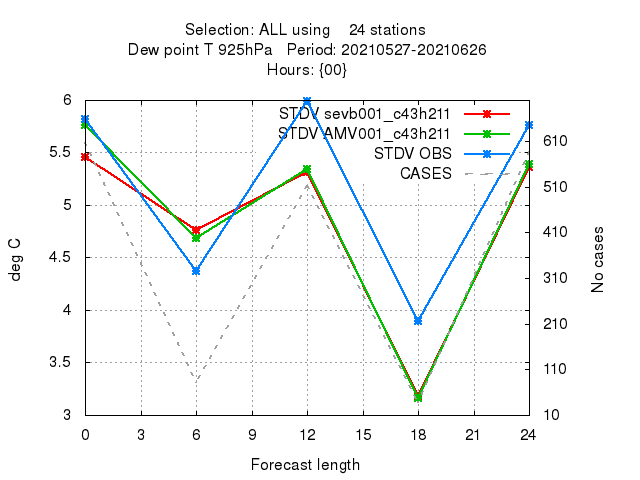 Selection: ALL using    24 stations
Dew point T 925hPa   Period: 20210527-20210626
Hours: {00}
STDV sevb001_c43h211
STDV AMV001_c43h211
STDV OBS
CASES
6
5.5
5
4.5
4
3.5
3
610
510
410
310
210
110
10
deg C
No cases
0 3 6 9 12 15 18 21 24
Forecast length